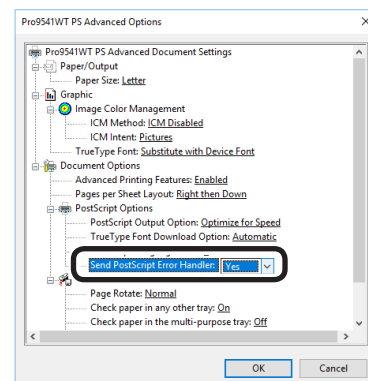 Pro9541WT PS Advanced Options
Pro9541WT PS Advanced Document Settings
Paper/Output
Paper Size: Letter
Graphic
Image Color Management
ICM Method: ICM Disabled
ICM Intent: Pictures
TrueType Font: Substitute with Device Font
Document Options
Advanced Printing Features: Enabled
Pages per Sheet Layout: Right then Down
PostScript Options
PostScript Output Option: Optimize for Speed
TrueType Font Download Option: Automatic
Send PostScript Error Handler: Yes
Page Rotate: Normal
Check paper in any other tray: On
Check paper in the multi-purpose tray: Off
OK Cancel